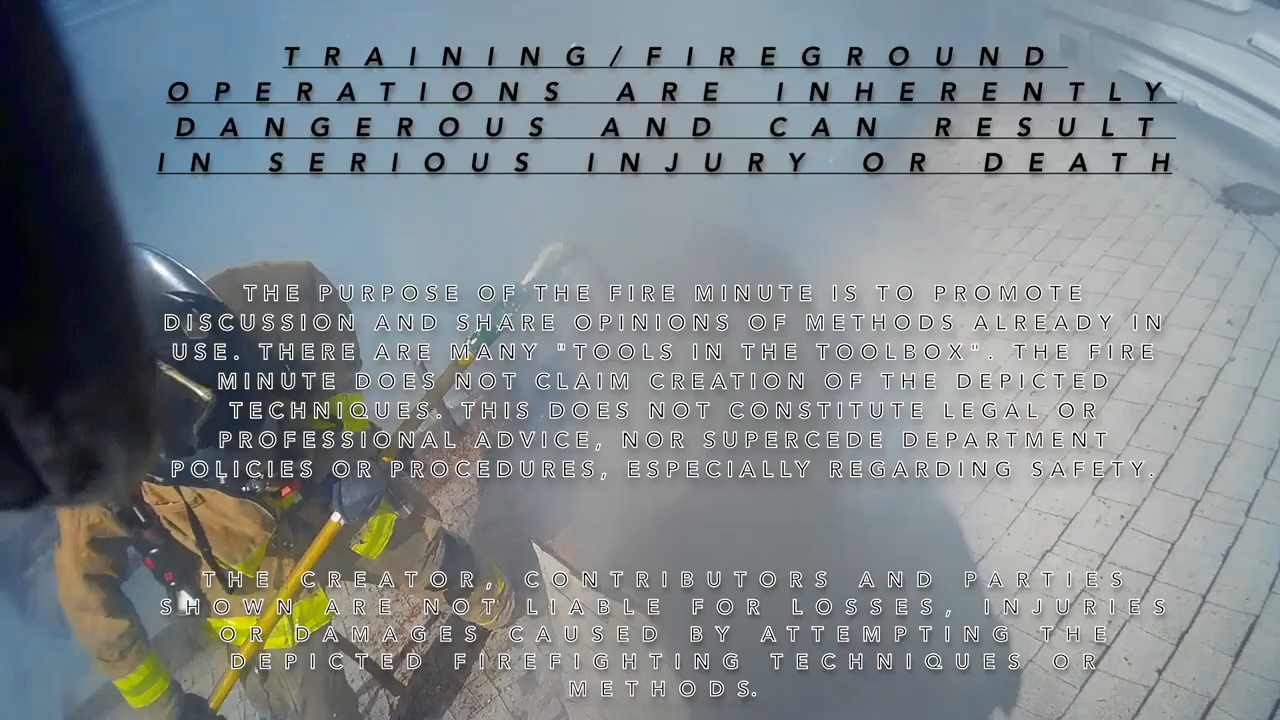 TRAINING/FIREGROUND
OPERATIONS ARE INHERENTLY
DANGEROUS AND CAN RESULT
IN SERIOUS INJURY OR DEATH
THE PURPOSE OF THE FIRE MINUTE IS TO PROMOTE
DISCUSSION AND SHARE OPINIONS OF METHODS ALREADY IN
USE. THERE ARE MANY "TOOLS IN THE TOOLBOX". THE FIRE
MINUTE DOES NOT CLAIM CREATION OF THE DEPICTED
TECHNIQUES. THIS DOES NOT CONSTITUTE LEGAL OR
PROFESSIONAL ADVICE, NOR SUPERCEDE DEPARTMENT
POLICIES OR PROCEDURES, ESPECIALLY REGARDING SAFETY.
THE CREATOR, CONTRIBUTORS AND PARTIES
SHOWN ARE NOT LIABLE FOR LOSSES, INJURIES
OR DAMAGES CAUSED BY ATTEMPTING THE
DEPICTED FIREFIGHTING TECHNIQUES OR
METHODS.